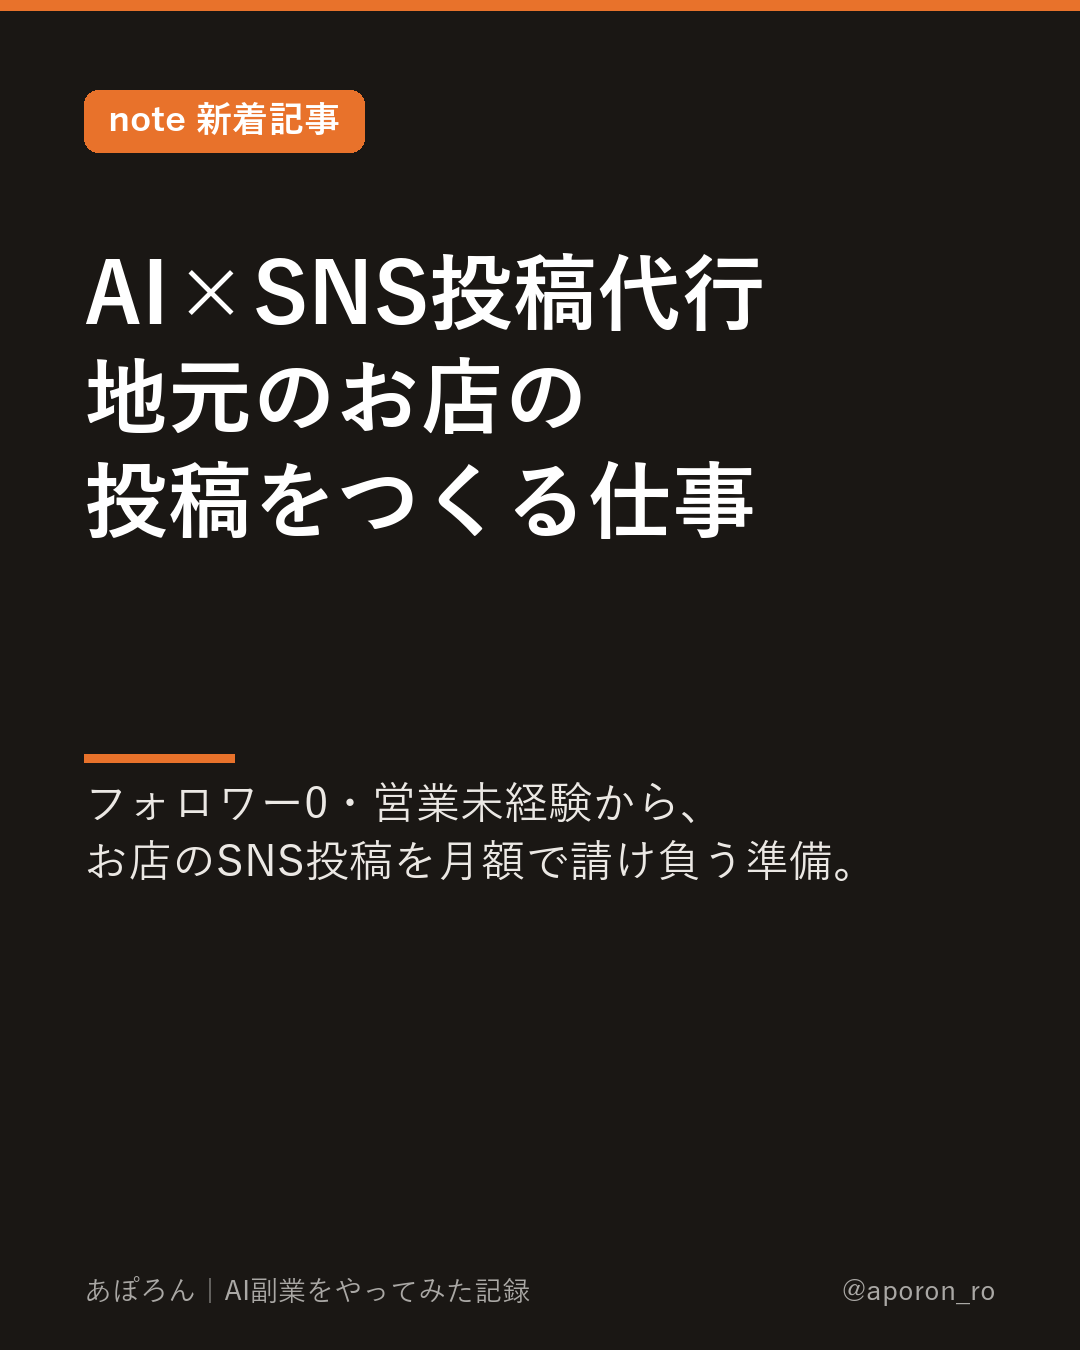 note 新着記事
AI×SNS投稿代行
地元のお店の
投稿をつくる仕事
フォロワー0・営業未経験から、
お店のSNS投稿を月額で請け負う準備。
あぽろん｜AI副業をやってみた記録
@aporon_ro